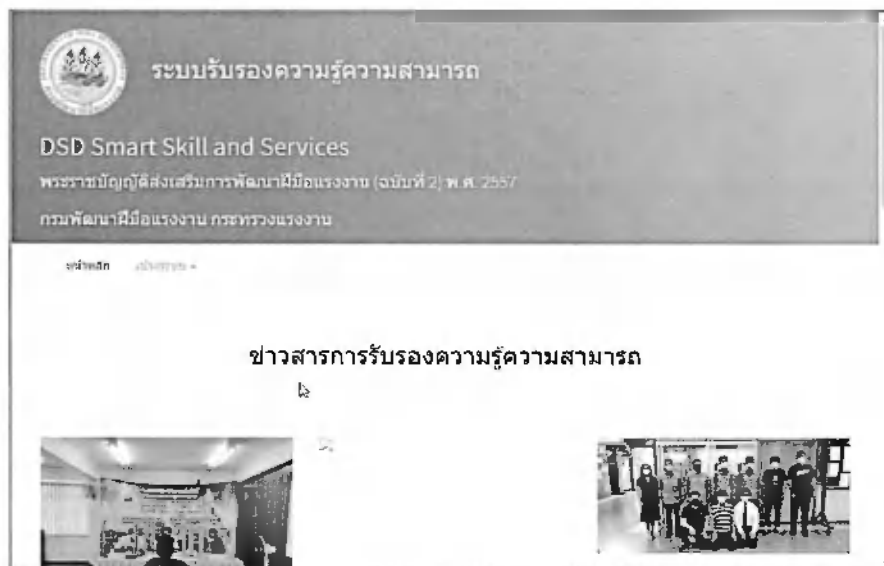 ระบบรับรองความรู้ความสามารถ
DSD Smart Skill and Services
พระราชบัญญัติส่งเสริมการพัฒนาฝีมือแรงงาน (ฉบับที่ 2) พ.ศ. 2557
กรมพัฒนาฝีมือแรงงาน กระทรวงแรงงาน
หน้าหลัก
ข่าวสารการรับรองความรู้ความสามารถ